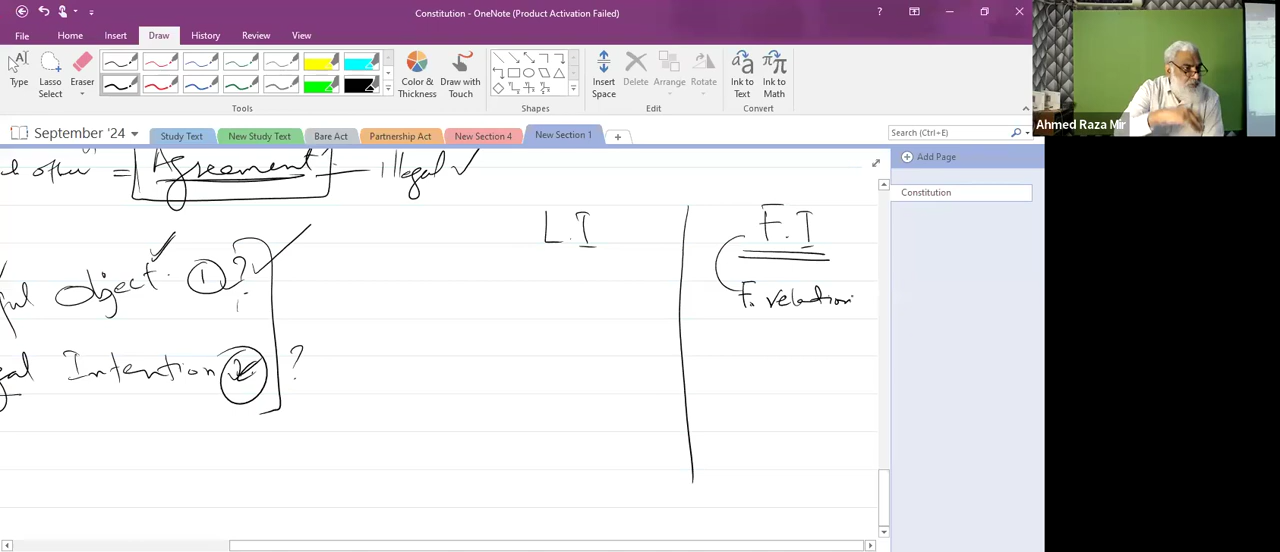 Constitution - OneNote (Product Activation Failed)
?
File Home Insert Draw History Review View
Type
Lasso Select
Eraser
Color & Thickness
Draw with Touch
Insert Space
Delete
Arrange
Rotate
Ink to Text
Ink to Math
Tools
Shapes
Edit
Convert
Ahmed Raza Mir
September '24
Study Text
New Study Text
Bare Act
Partnership Act
New Section 4
New Section 1
Search (Ctrl+E)
Add Page
Constitution
= Agreement illegal
L.I
F.I
Object 1 ?
F. relation
Intention 2 ?